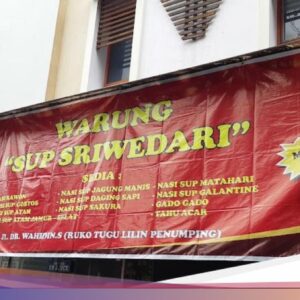 WARUNG
"SUP SRIWEDARI"
SEDIA :
- NASI SUP JAGUNG MANIS
- NASI SUP DAGING SAPI
- NASI SUP SAKURA
- NASI SUP MATAHARI
- NASI SUP GALANTINE
- GADO GADO
- TAHU ACAR
JL. DR. WAHIDIN.S (RUKO TUGU LILIN PENUMPING)